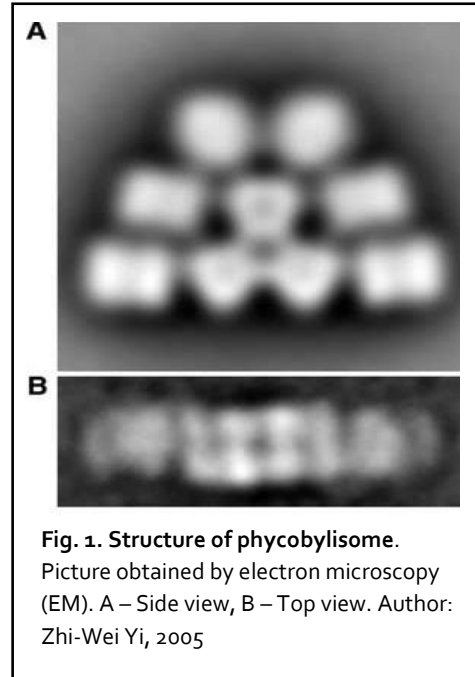 A
B
Fig. 1. Structure of phycobylisome.
Picture obtained by electron microscopy
(EM). A – Side view, B – Top view. Author:
Zhi-Wei Yi, 2005